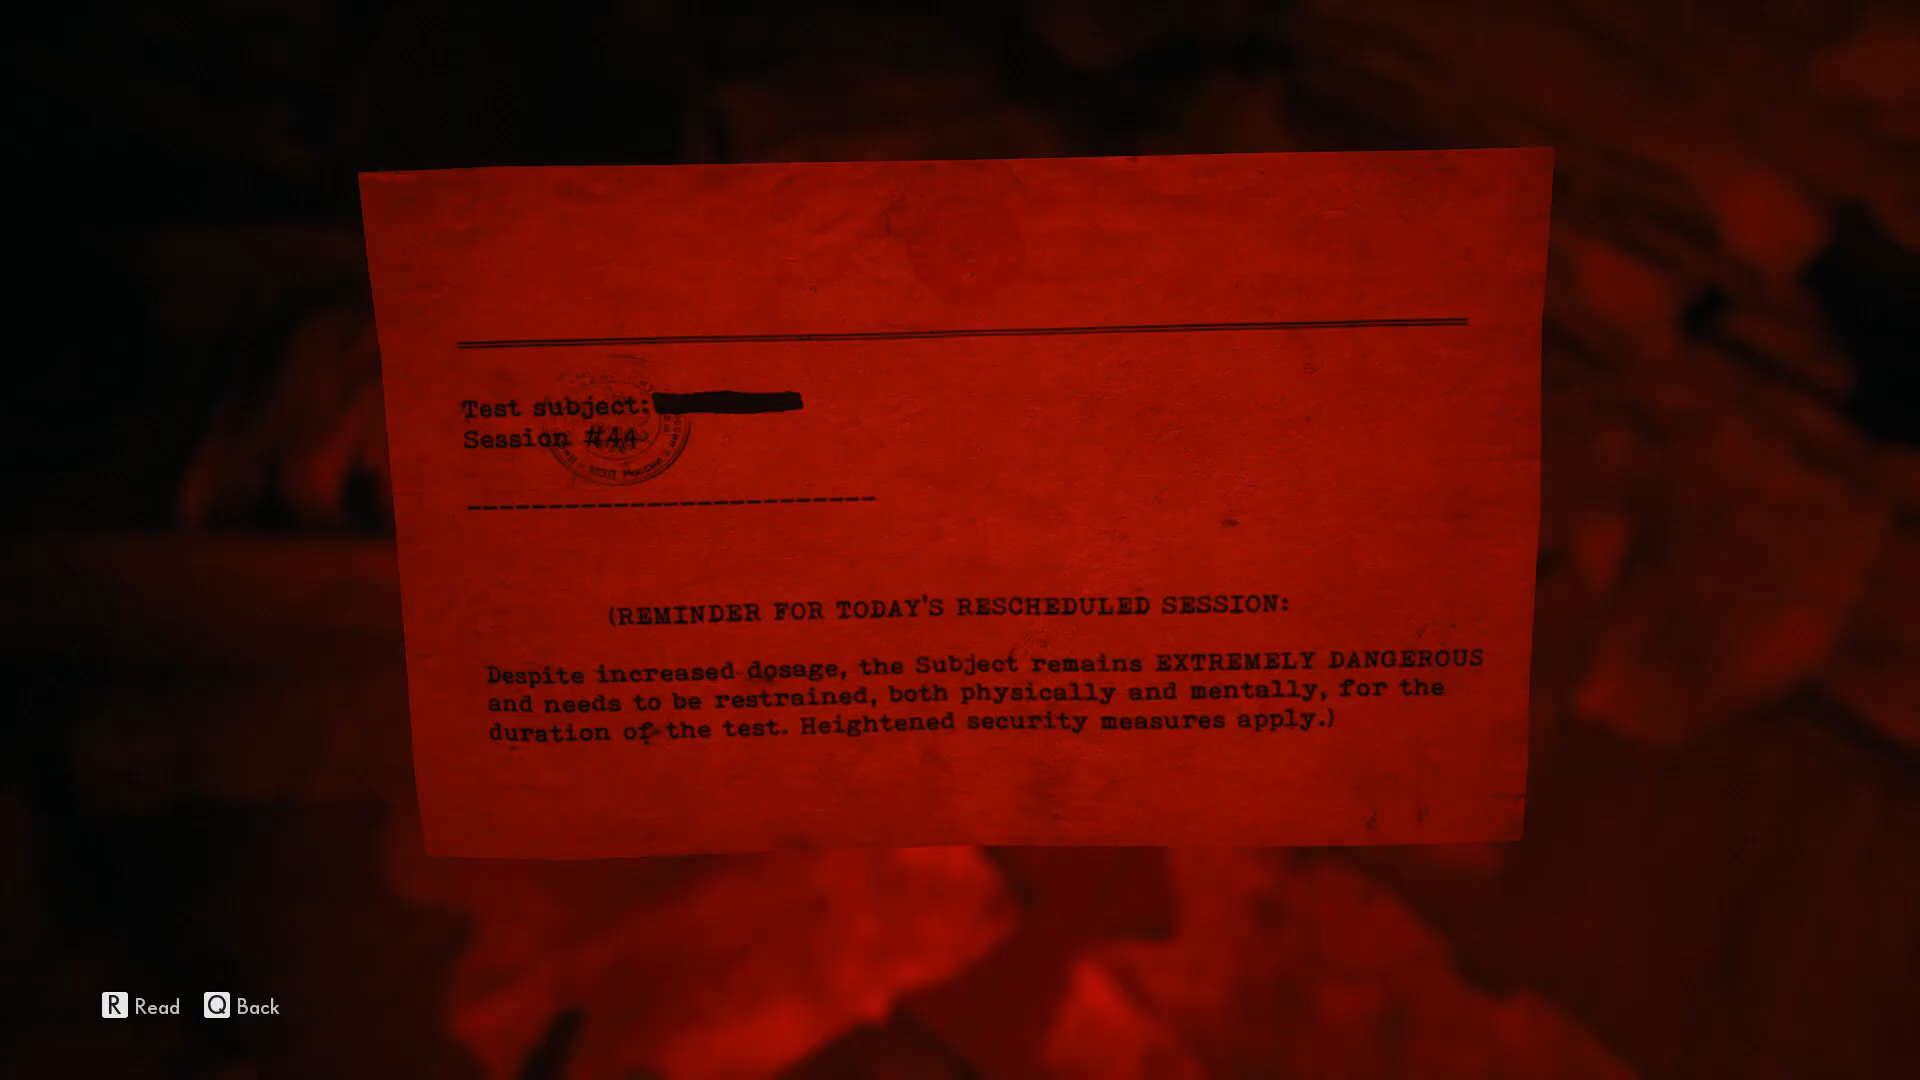 Test subject:
Session #44
(REMINDER FOR TODAY'S RESCHEDULED SESSION:
Despite increased dosage, the Subject remains EXTREMELY DANGEROUS
and needs to be restrained, both physically and mentally, for the
duration of the test. Heightened security measures apply.)
R Read Q Back